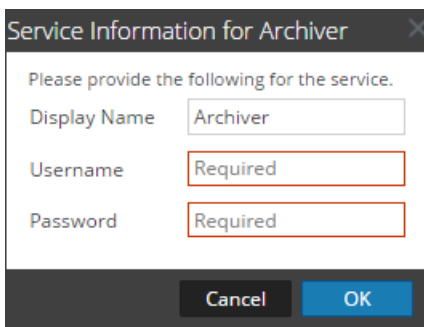 Service Information for Archiver
Please provide the following for the service.
Display Name Archiver
Username Required
Password Required
Cancel OK